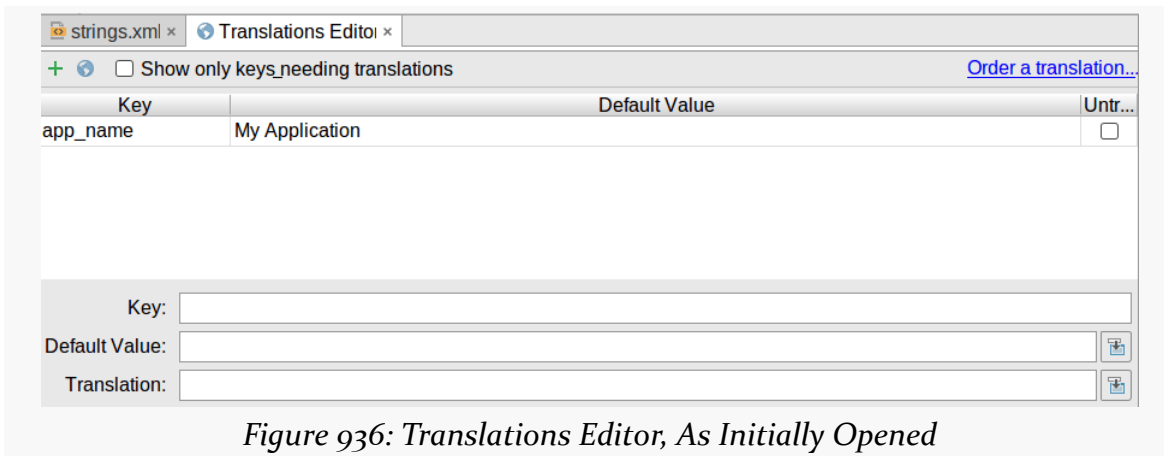 strings.xml × Translations Editor ×
Show only keys needing translations Order a translation...
Key Default Value Untr...
app_name My Application
Key:
Default Value:
Translation:
Figure 936: Translations Editor, As Initially Opened